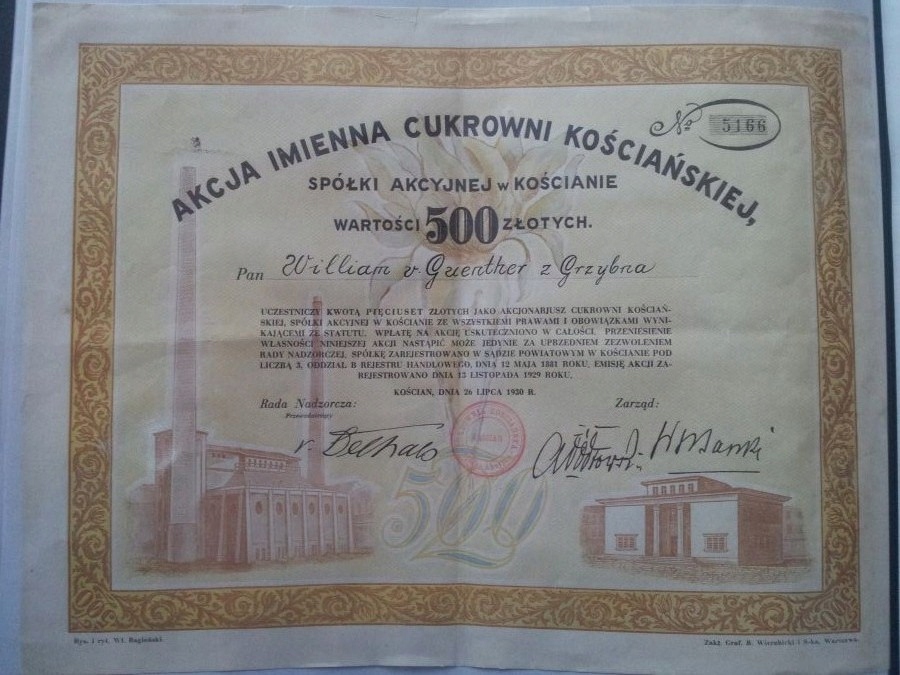 No 5166
AKCJA IMIENNA CUKROWNI KOŚCIAŃSKIEJ,
SPÓŁKI AKCYJNEJ W KOŚCIANIE
WARTOŚCI 500 ZŁOTYCH.
Pan William v. Guenther z Grzybna
UCZESTNICZY KWOTĄ PIĘCIUSET ZŁOTYCH JAKO AKCJONARJUSZ CUKROWNI KOŚCIAŃ-
SKIEJ, SPÓŁKI AKCYJNEJ W KOŚCIANIE ZE WSZYSTKIEMI PRAWAMI I OBOWIĄZKAMI WYNI-
KAJĄCEMI ZE STATUTU. WPŁATĘ NA AKCJĘ USKUTECZNIONO W CAŁOŚCI. PRZENIESIENIE
WŁASNOŚCI NINIEJSZEJ AKCJI NASTĄPIĆ MOŻE JEDYNIE ZA UPRZEDNIEM ZEZWOLENIEM
RADY NADZORCZEJ. SPÓŁKĘ ZAREJESTROWANO W SĄDZIE POWIATOWYM W KOŚCIANIE POD
LICZBĄ 3, ODDZIAŁ B REJESTRU HANDLOWEGO, DNIA 12 MAJA 1881 ROKU. EMISJĘ AKCJI ZA-
REJESTROWANO DNIA 13 LISTOPADA 1929 ROKU.
KOŚCIAN, DNIA 26 LIPCA 1930 R.
Rada Nadzorcza:
Przewodniczący
Zarząd:
500
500
500
500
500
Rys. i ryt. Wł. Bagieński.
Zakł. Graf. B. Wierzbicki i S-ka, Warszawa.